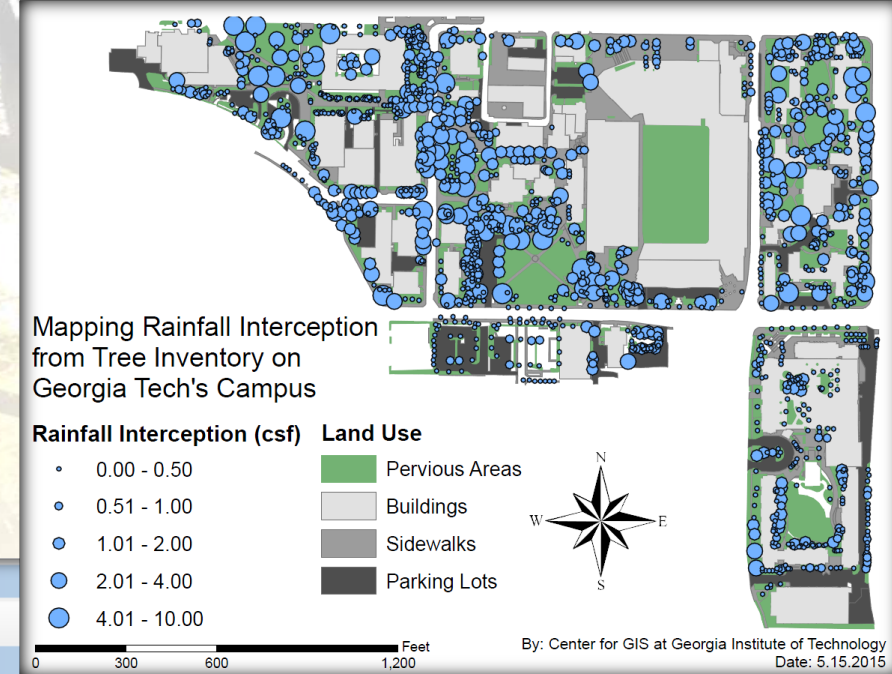 Mapping Rainfall Interception
from Tree Inventory on
Georgia Tech's Campus
Rainfall Interception (csf)
0.00 - 0.50
0.51 - 1.00
1.01 - 2.00
2.01 - 4.00
4.01 - 10.00
Land Use
Pervious Areas
Buildings
Sidewalks
Parking Lots
N
W E
S
Feet
0 300 600 1,200
By: Center for GIS at Georgia Institute of Technology
Date: 5.15.2015